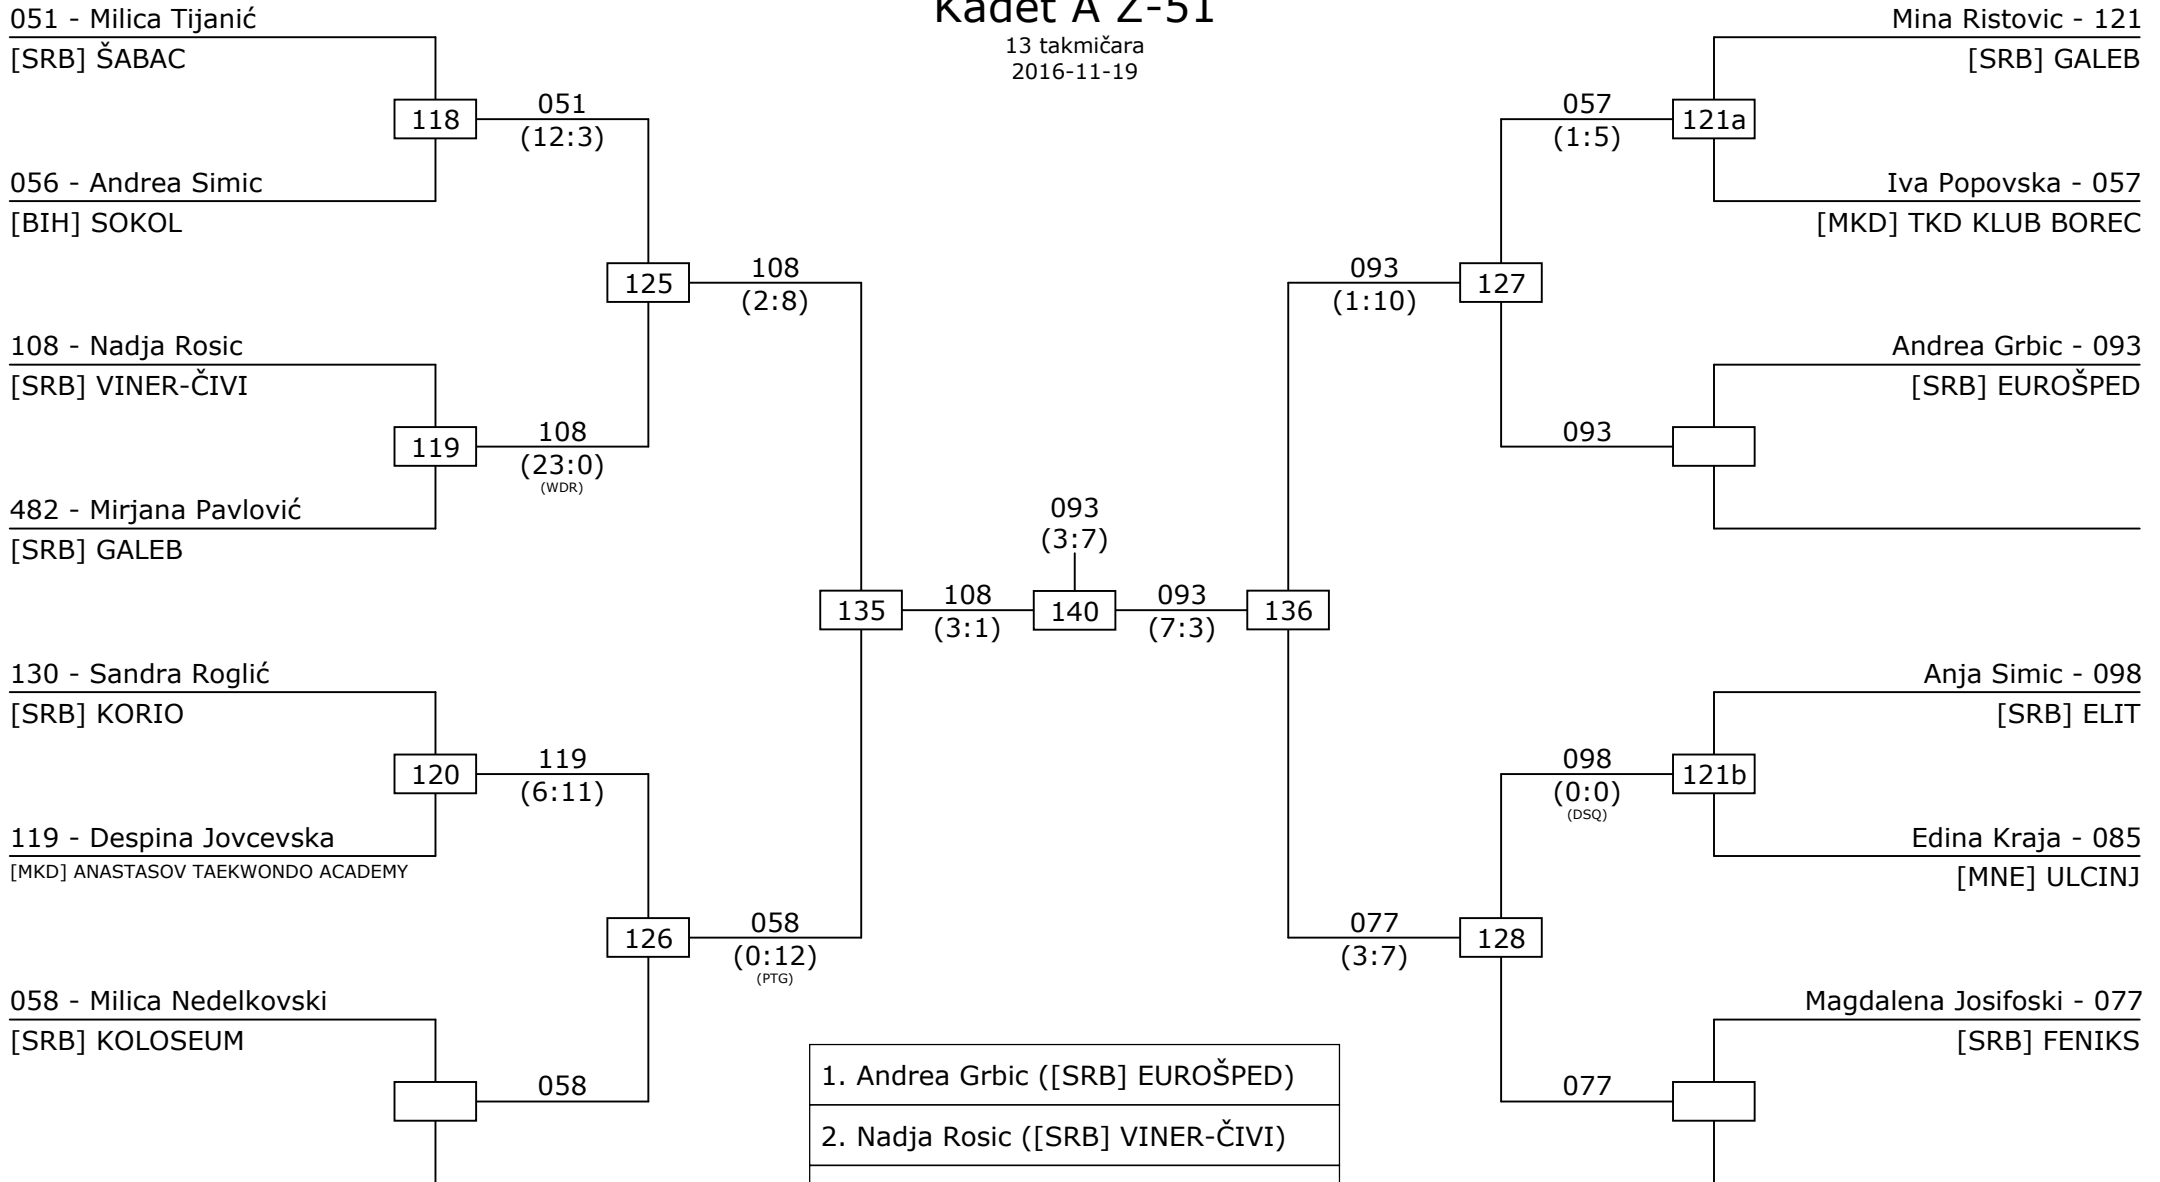 Kadet A Ž-51
13 takmičara
2016-11-19
051 - Milica Tijanić
[SRB] ŠABAC
118
051
(12:3)
056 - Andrea Simic
[BIH] SOKOL
125
108
(2:8)
108 - Nadja Rosic
[SRB] VINER-ČIVI
119
108
(23:0)
(WDR)
482 - Mirjana Pavlović
[SRB] GALEB
135
108
(3:1)
130 - Sandra Roglić
[SRB] KORIO
120
119
(6:11)
119 - Despina Jovcevska
[MKD] ANASTASOV TAEKWONDO ACADEMY
126
058
(0:12)
(PTG)
058 - Milica Nedelkovski
[SRB] KOLOSEUM
058
093
(3:7)
140
Mina Ristovic - 121
[SRB] GALEB
057
(1:5)
121a
Iva Popovska - 057
[MKD] TKD KLUB BOREC
093
(1:10)
127
Andrea Grbic - 093
[SRB] EUROŠPED
093
093
(7:3)
136
Anja Simic - 098
[SRB] ELIT
098
(0:0)
(DSQ)
121b
Edina Kraja - 085
[MNE] ULCINJ
077
(3:7)
128
Magdalena Josifoski - 077
[SRB] FENIKS
077
1. Andrea Grbic ([SRB] EUROŠPED)
2. Nadja Rosic ([SRB] VINER-ČIVI)